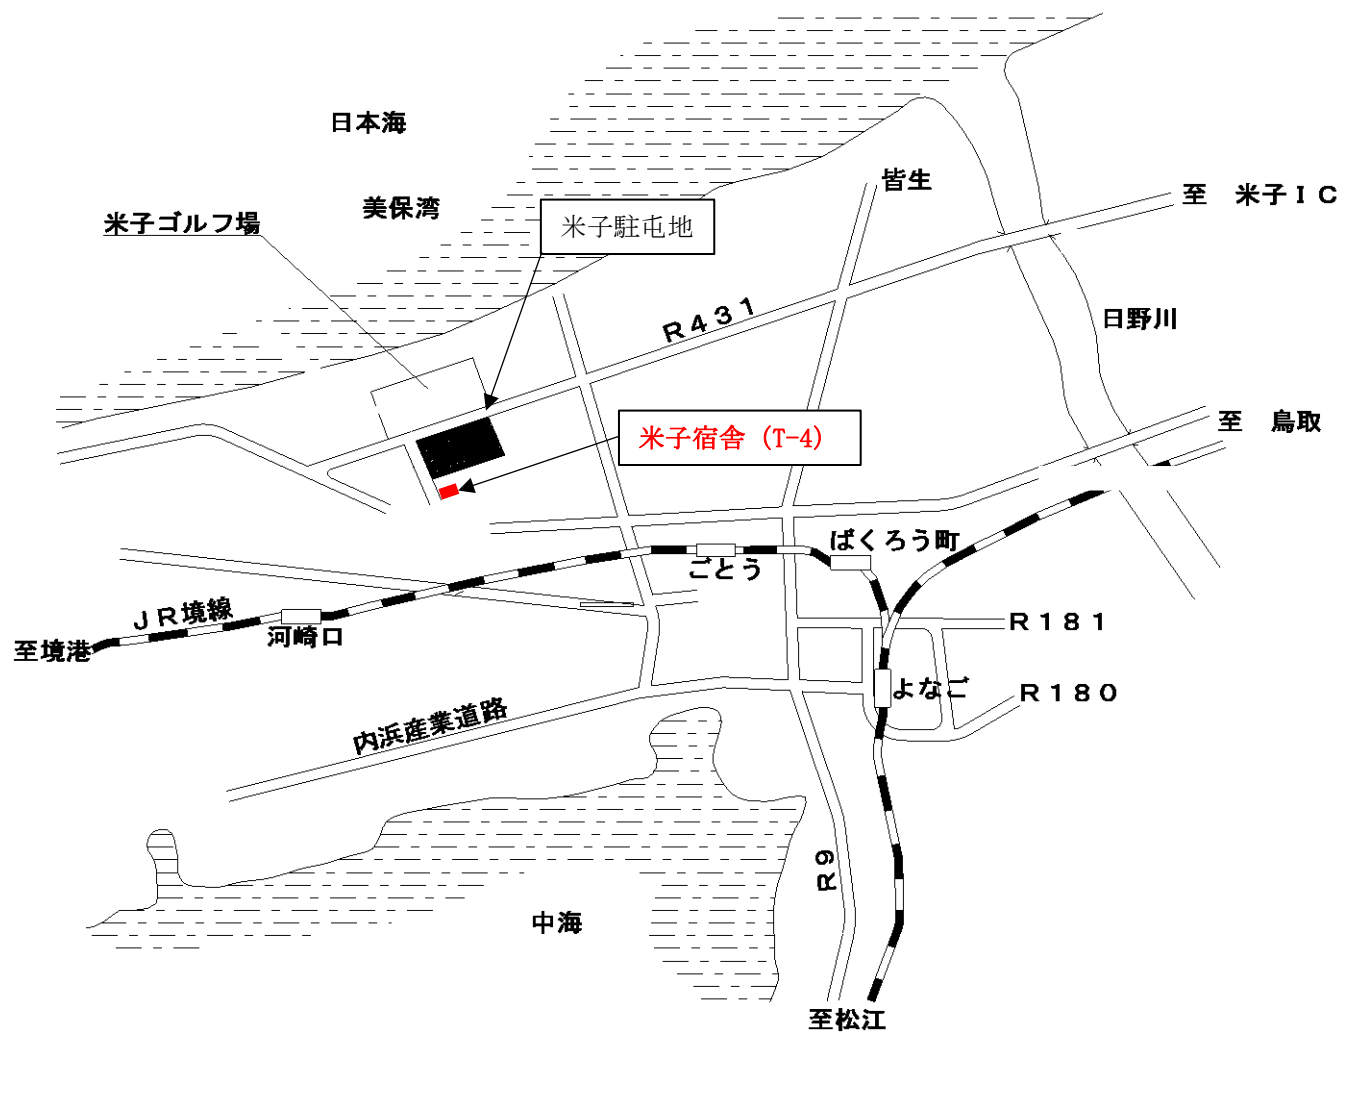 日本海
皆生
至　米子ＩＣ
美保湾
米子ゴルフ場
米子駐屯地
R431
日野川
米子宿舎（T-4）
至　鳥取
ばくろう町
ごとう
ＪＲ境線
河崎口
至境港
R181
よなご
R180
内浜産業道路
R9
中海
至松江